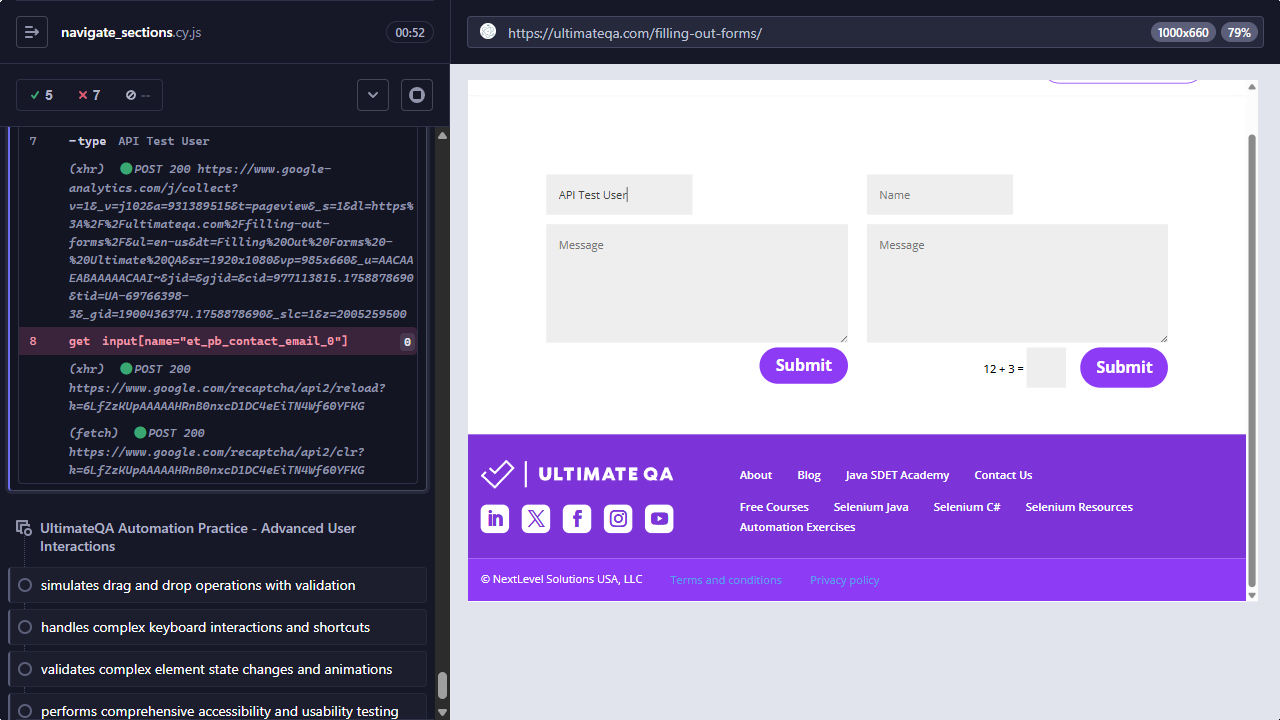 navigate_sections.cy.js
00:52
5
7
--
7 -type API Test User
(xhr) POST 200 https://www.google-
analytics.com/j/collect?
v=1&_v=j102&a=931389515&t=pageview&_s=1&dl=https%
3A%2F%2Fultimateqa.com%2Ffilling-out-
forms%2F&ul=en-us&dt=Filling%20Out%20Forms%20-
%20Ultimate%20QA&sr=1920x1080&vp=985x660&_u=AACAA
EABAAAAACAAI~&jid=&gjid=&cid=977113815.1758878690
&tid=UA-69766398-
3&_gid=1900436374.1758878690&_slc=1&z=2005259500
8 get input[name="et_pb_contact_email_0"] 0
(xhr) POST 200
https://www.google.com/recaptcha/api2/reload?
k=6LfZzKUpAAAAAHRnB0nxcD1DC4eEiTN4Wf60YFKG
(fetch) POST 200
https://www.google.com/recaptcha/api2/clr?
k=6LfZzKUpAAAAAHRnB0nxcD1DC4eEiTN4Wf60YFKG
UltimateQA Automation Practice - Advanced User
Interactions
simulates drag and drop operations with validation
handles complex keyboard interactions and shortcuts
validates complex element state changes and animations
performs comprehensive accessibility and usability testing
https://ultimateqa.com/filling-out-forms/
1000x660
79%
API Test User
Name
Message
Message
Submit
12 + 3 =
Submit
ULTIMATE QA
About Blog Java SDET Academy Contact Us
Free Courses Selenium Java Selenium C# Selenium Resources
Automation Exercises
© NextLevel Solutions USA, LLC Terms and conditions Privacy policy